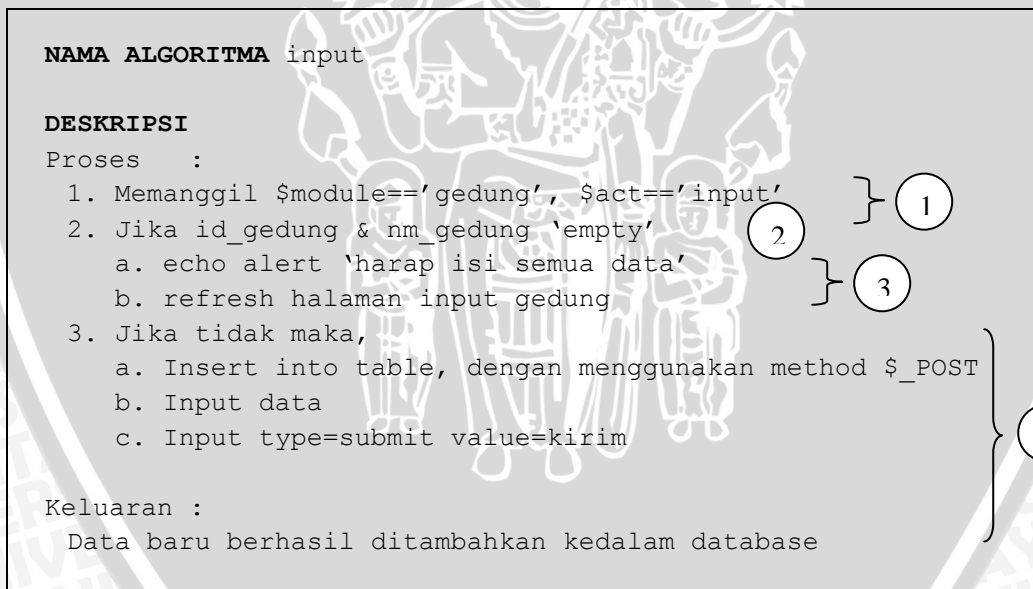 NAMA ALGORITMA input
DESKRIPSI
Proses :
1. Memanggil $module==’gedung’, $act==’input’
1
2. Jika id_gedung & nm_gedung ‘empty’
2
a. echo alert ‘harap isi semua data’
b. refresh halaman input gedung
3
3. Jika tidak maka,
a. Insert into table, dengan menggunakan method $_POST
b. Input data
c. Input type=submit value=kirim
Keluaran :
Data baru berhasil ditambahkan kedalam database